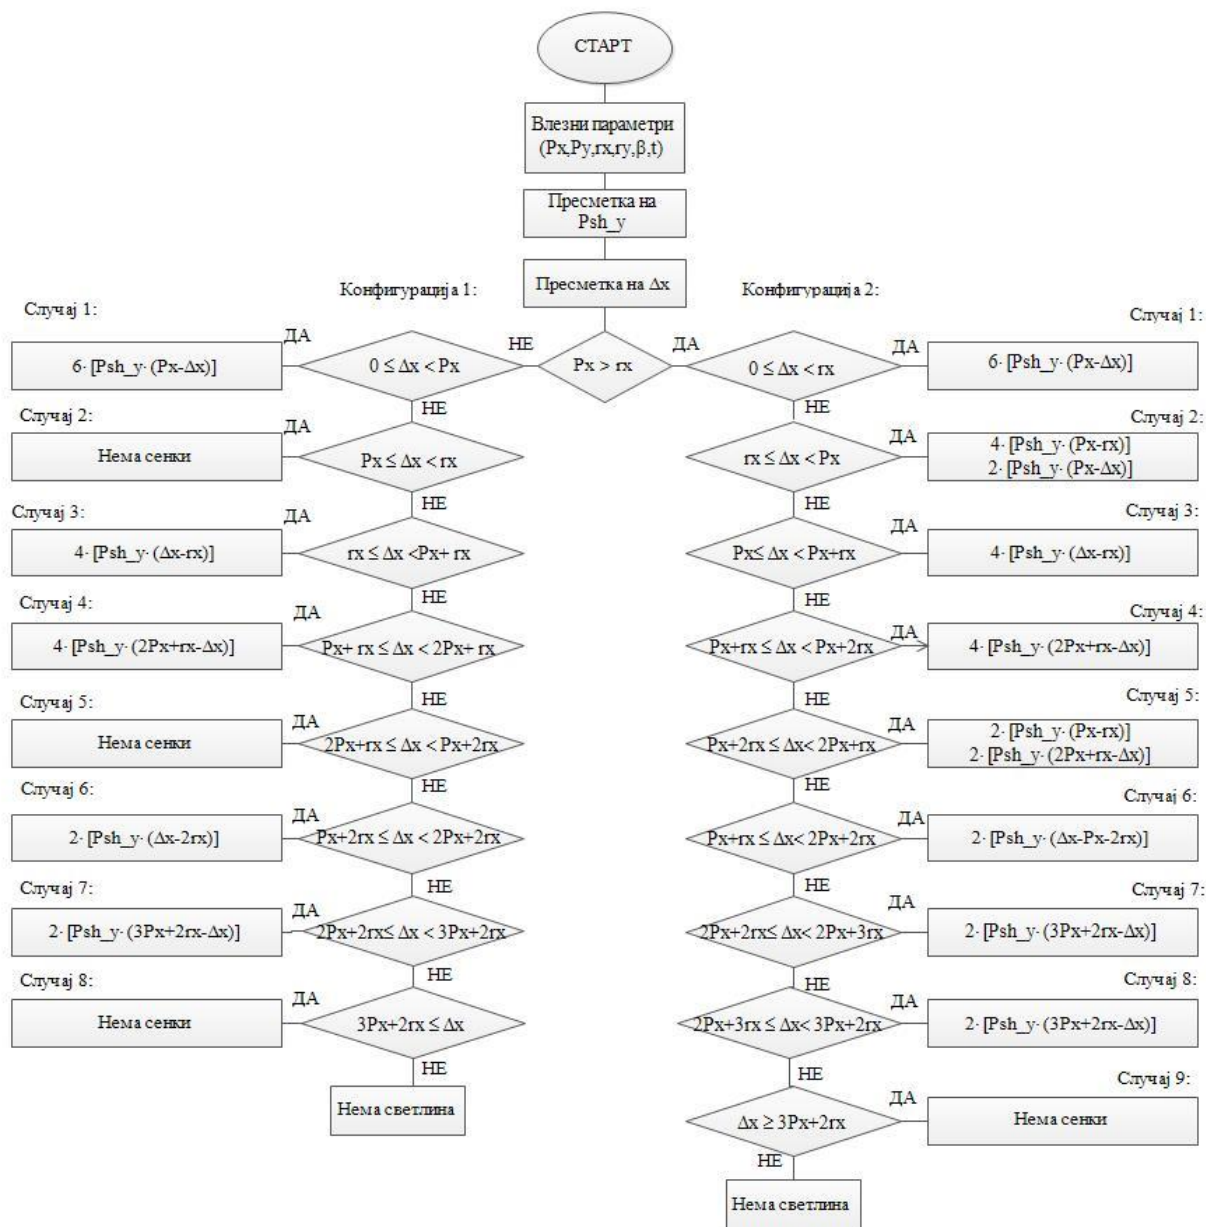 СТАРТ
Влезни параметри
(Px,Py,rx,ry,β,t)
Пресметка на
Psh_y
Пресметка на Δx
Px > rx
НЕ
ДА
Конфигурација 1:
Случај 1:
ДА
6· [Psh_y· (Px-Δx)]
0 ≤ Δx < Px
НЕ
Случај 2:
ДА
Нема сенки
Px ≤ Δx < rx
НЕ
Случај 3:
ДА
4· [Psh_y· (Δx-rx)]
rx ≤ Δx <Px+ rx
НЕ
Случај 4:
ДА
4· [Psh_y· (2Px+rx-Δx)]
Px+ rx ≤ Δx < 2Px+ rx
НЕ
Случај 5:
ДА
Нема сенки
2Px+rx ≤ Δx < Px+2rx
НЕ
Случај 6:
ДА
2· [Psh_y· (Δx-2rx)]
Px+2rx ≤ Δx < 2Px+2rx
НЕ
Случај 7:
ДА
2· [Psh_y· (3Px+2rx-Δx)]
2Px+2rx≤ Δx < 3Px+2rx
НЕ
Случај 8:
ДА
Нема сенки
3Px+2rx ≤ Δx
НЕ
Нема светлина
Конфигурација 2:
Случај 1:
0 ≤ Δx < rx
ДА
6· [Psh_y· (Px-Δx)]
НЕ
Случај 2:
rx ≤ Δx < Px
ДА
4· [Psh_y· (Px-rx)]
2· [Psh_y· (Px-Δx)]
НЕ
Случај 3:
Px≤ Δx < Px+rx
ДА
4· [Psh_y· (Δx-rx)]
НЕ
Случај 4:
Px+rx ≤ Δx < Px+2rx
ДА
4· [Psh_y· (2Px+rx-Δx)]
НЕ
Случај 5:
Px+2rx ≤ Δx< 2Px+rx
ДА
2· [Psh_y· (Px-rx)]
2· [Psh_y· (2Px+rx-Δx)]
НЕ
Случај 6:
Px+rx ≤ Δx< 2Px+2rx
ДА
2· [Psh_y· (Δx-Px-2rx)]
НЕ
Случај 7:
2Px+2rx≤ Δx< 2Px+3rx
ДА
2· [Psh_y· (3Px+2rx-Δx)]
НЕ
Случај 8:
2Px+3rx ≤ Δx< 3Px+2rx
ДА
2· [Psh_y· (3Px+2rx-Δx)]
НЕ
Случај 9:
Δx ≥ 3Px+2rx
ДА
Нема сенки
НЕ
Нема светлина